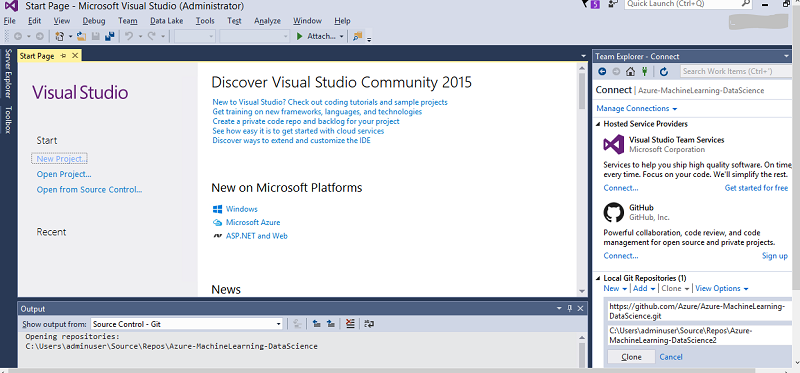 Start Page - Microsoft Visual Studio (Administrator)
5
Quick Launch (Ctrl+Q)
File Edit View Debug Team Data Lake Tools Test Analyze Window Help
Attach...
Server Explorer
Toolbox
Start Page
Visual Studio
Start
New Project...
Open Project...
Open from Source Control...
Recent
Discover Visual Studio Community 2015
New to Visual Studio? Check out coding tutorials and sample projects
Get training on new frameworks, languages, and technologies
Create a private code repo and backlog for your project
See how easy it is to get started with cloud services
Discover ways to extend and customize the IDE
New on Microsoft Platforms
Windows
Microsoft Azure
ASP.NET and Web
News
Output
Show output from: Source Control - Git
Opening repositories:
C:\Users\adminuser\Source\Repos\Azure-MachineLearning-DataScience
Team Explorer - Connect
Search Work Items (Ctrl+')
Connect | Azure-MachineLearning-DataScience
Manage Connections
Hosted Service Providers
Visual Studio Team Services
Microsoft Corporation
Services to help you ship high quality software. On time,
every time. Focus on your code. We'll simplify the rest.
Connect... Get started for free
GitHub
GitHub, Inc.
Powerful collaboration, code review, and code
management for open source and private projects.
Connect... Sign up
Local Git Repositories (1)
New Add Clone View Options
https://github.com/Azure/Azure-MachineLearning-
DataScience.git
C:\Users\adminuser\Source\Repos\Azure-
MachineLearning-DataScience2
Clone Cancel